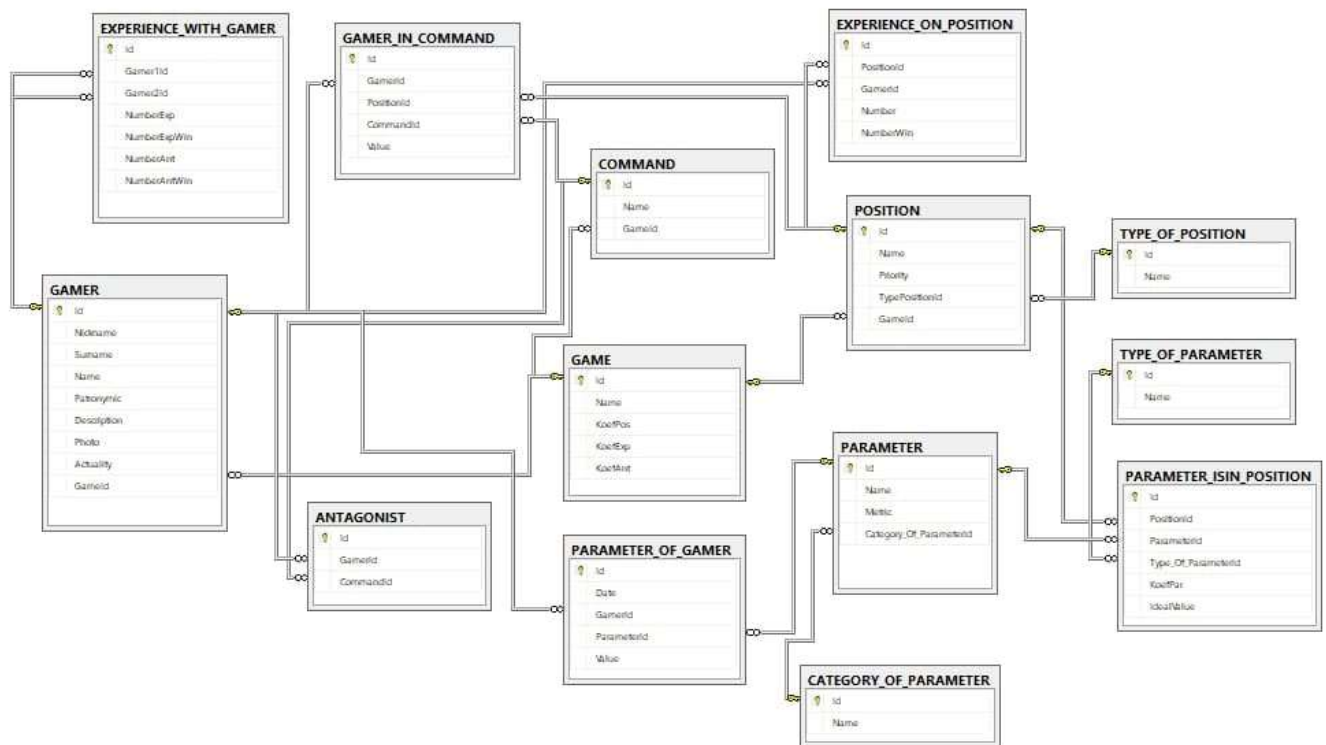 EXPERIENCE_WITH_GAMER
Id
Gamer1Id
Gamer2Id
NumberExp
NumberExpWin
NumberAnt
NumberAntWin
GAMER_IN_COMMAND
Id
GamerId
PositionId
CommandId
Value
EXPERIENCE_ON_POSITION
Id
PositionId
GamerId
Number
NumberWin
COMMAND
Id
Name
GameId
POSITION
Id
Name
Priority
TypePositionId
GameId
TYPE_OF_POSITION
Id
Name
GAMER
Id
Nickname
Surname
Name
Patronymic
Description
Photo
Actuality
GameId
GAME
Id
Name
KoefPos
KoefExp
KoefAnt
TYPE_OF_PARAMETER
Id
Name
PARAMETER
Id
Name
Metric
Category_Of_ParameterId
PARAMETER_ISIN_POSITION
Id
PositionId
ParameterId
Type_Of_ParameterId
KoefPar
IdealValue
ANTAGONIST
Id
GamerId
CommandId
PARAMETER_OF_GAMER
Id
Date
GamerId
ParameterId
Value
CATEGORY_OF_PARAMETER
Id
Name